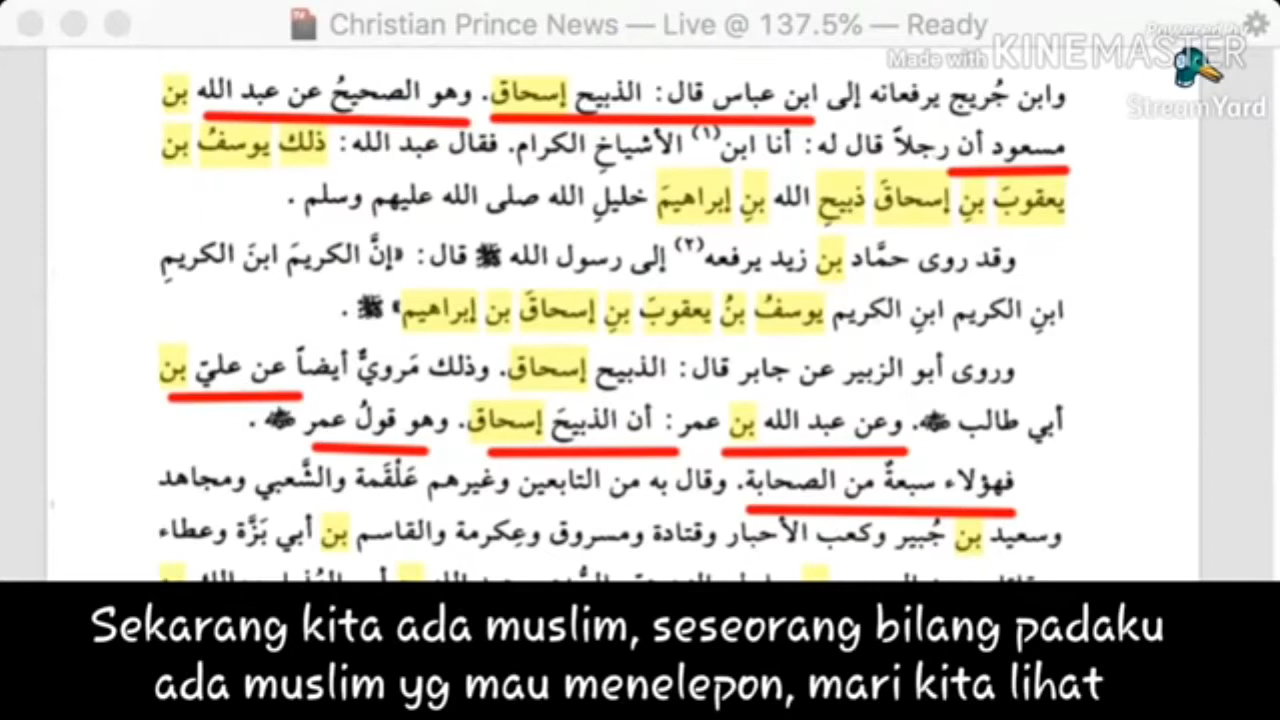 Christian Prince News — Live @ 137.5% — Ready
Powered by
Made with KINEMASTER
StreamYard
وابن جُريج يرفعانه إلى ابن عباس قال: الذبيح إسحاق. وهو الصحيحُ عن عبد الله بن
مسعود أن رجلاً قال له: أنا ابن(١) الأشياخِ الكرام. فقال عبد الله: ذلك يوسفُ بن
يعقوبَ بنِ إسحاقَ ذبيحِ الله بنِ إبراهيمَ خليلِ الله صلى الله عليهم وسلم.
وقد روى حمَّاد بن زيد يرفعه(٢) إلى رسول الله ﷺ قال: «إنَّ الكريمَ ابنَ الكريمِ
ابنِ الكريم ابنِ الكريم يوسفُ بنُ يعقوبَ بنِ إسحاقَ بن إبراهيم» ﷺ.
وروى أبو الزبير عن جابر قال: الذبيح إسحاق. وذلك مَرويٌّ أيضاً عن عليّ بن
أبي طالب. وعن عبد الله بن عمر: أن الذبيحَ إسحاق. وهو قولُ عمر.
فهؤلاء سبعةٌ من الصحابة. وقال به من التابعين وغيرهم عَلْقَمة والشَّعبي ومجاهد
وسعيد بن جُبير وكعب الأحبار وقتادة ومسروق وعِكرمة والقاسم بن أبي بَزَّة وعطاء
Sekarang kita ada muslim, seseorang bilang padaku
ada muslim yg mau menelepon, mari kita lihat